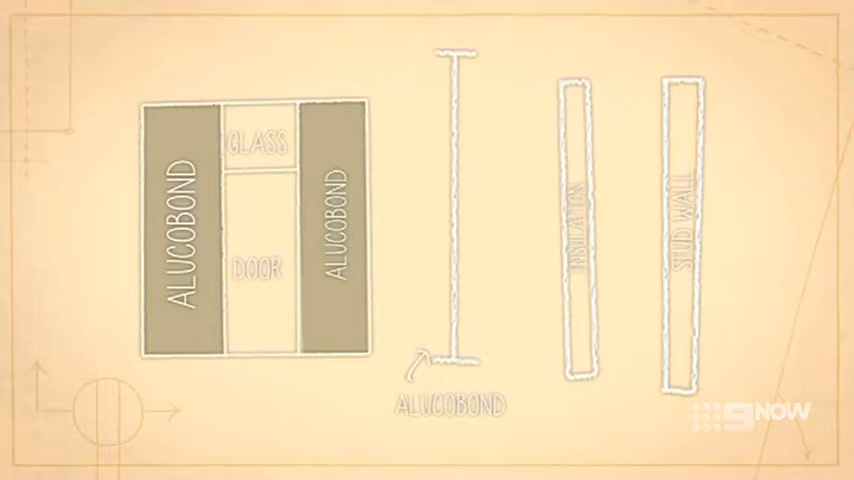 ALUCOBOND
GLASS
DOOR
ALUCOBOND
ALUCOBOND
INSULATION
STUD WALL
9NOW